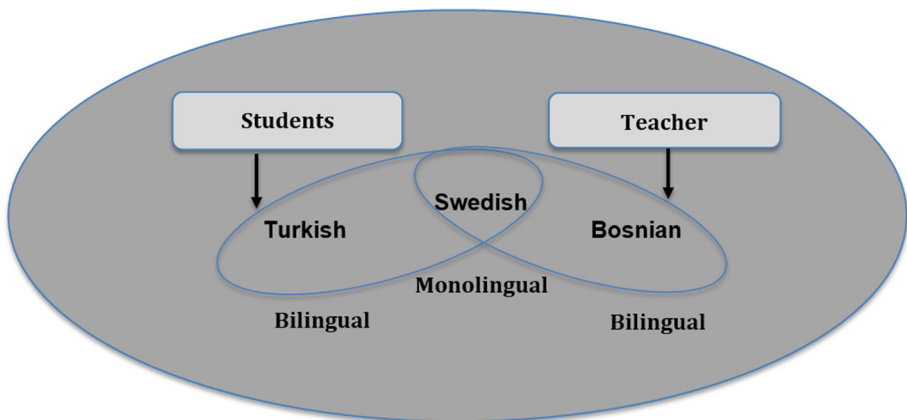 Students
Teacher
Swedish
Turkish
Bosnian
Monolingual
Bilingual
Bilingual